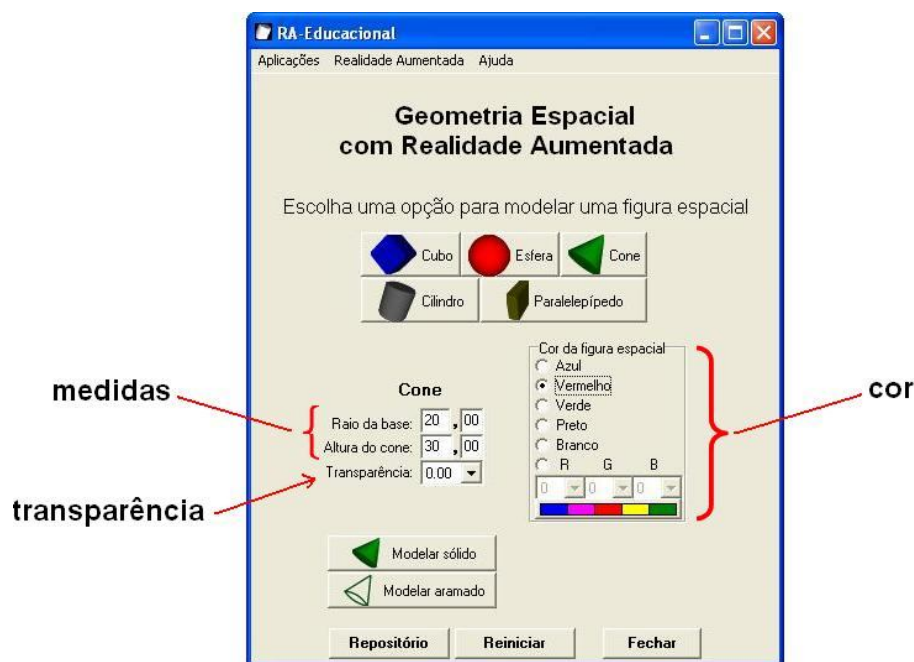 RA-Educacional
Aplicações Realidade Aumentada Ajuda
Geometria Espacial
com Realidade Aumentada
Escolha uma opção para modelar uma figura espacial
Cubo Esfera Cone
Cilindro Paralelepípedo
Cor da figura espacial
Azul
Vermelho
Verde
Preto
Branco
R G B
0 0 0
cor
medidas
Cone
Raio da base: 20 , 00
Altura do cone: 30 , 00
Transparência: 0.00
transparência
Modelar sólido
Modelar aramado
Repositório Reiniciar Fechar